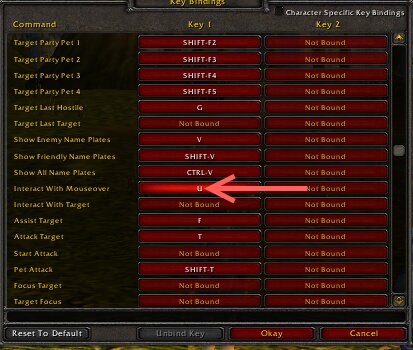 Key Bindings
Character Specific Key Bindings
Command Key 1 Key 2
Target Party Pet 1 SHIFT-F2 Not Bound
Target Party Pet 2 SHIFT-F3 Not Bound
Target Party Pet 3 SHIFT-F4 Not Bound
Target Party Pet 4 SHIFT-F5 Not Bound
Target Last Hostile G Not Bound
Target Last Target Not Bound Not Bound
Show Enemy Name Plates V Not Bound
Show Friendly Name Plates SHIFT-V Not Bound
Show All Name Plates CTRL-V Not Bound
Interact With Mouseover U Not Bound
Interact With Target Not Bound Not Bound
Assist Target F Not Bound
Attack Target T Not Bound
Start Attack Not Bound Not Bound
Pet Attack SHIFT-T Not Bound
Focus Target Not Bound Not Bound
Target Focus Not Bound Not Bound
Reset To Default Unbind Key Okay Cancel